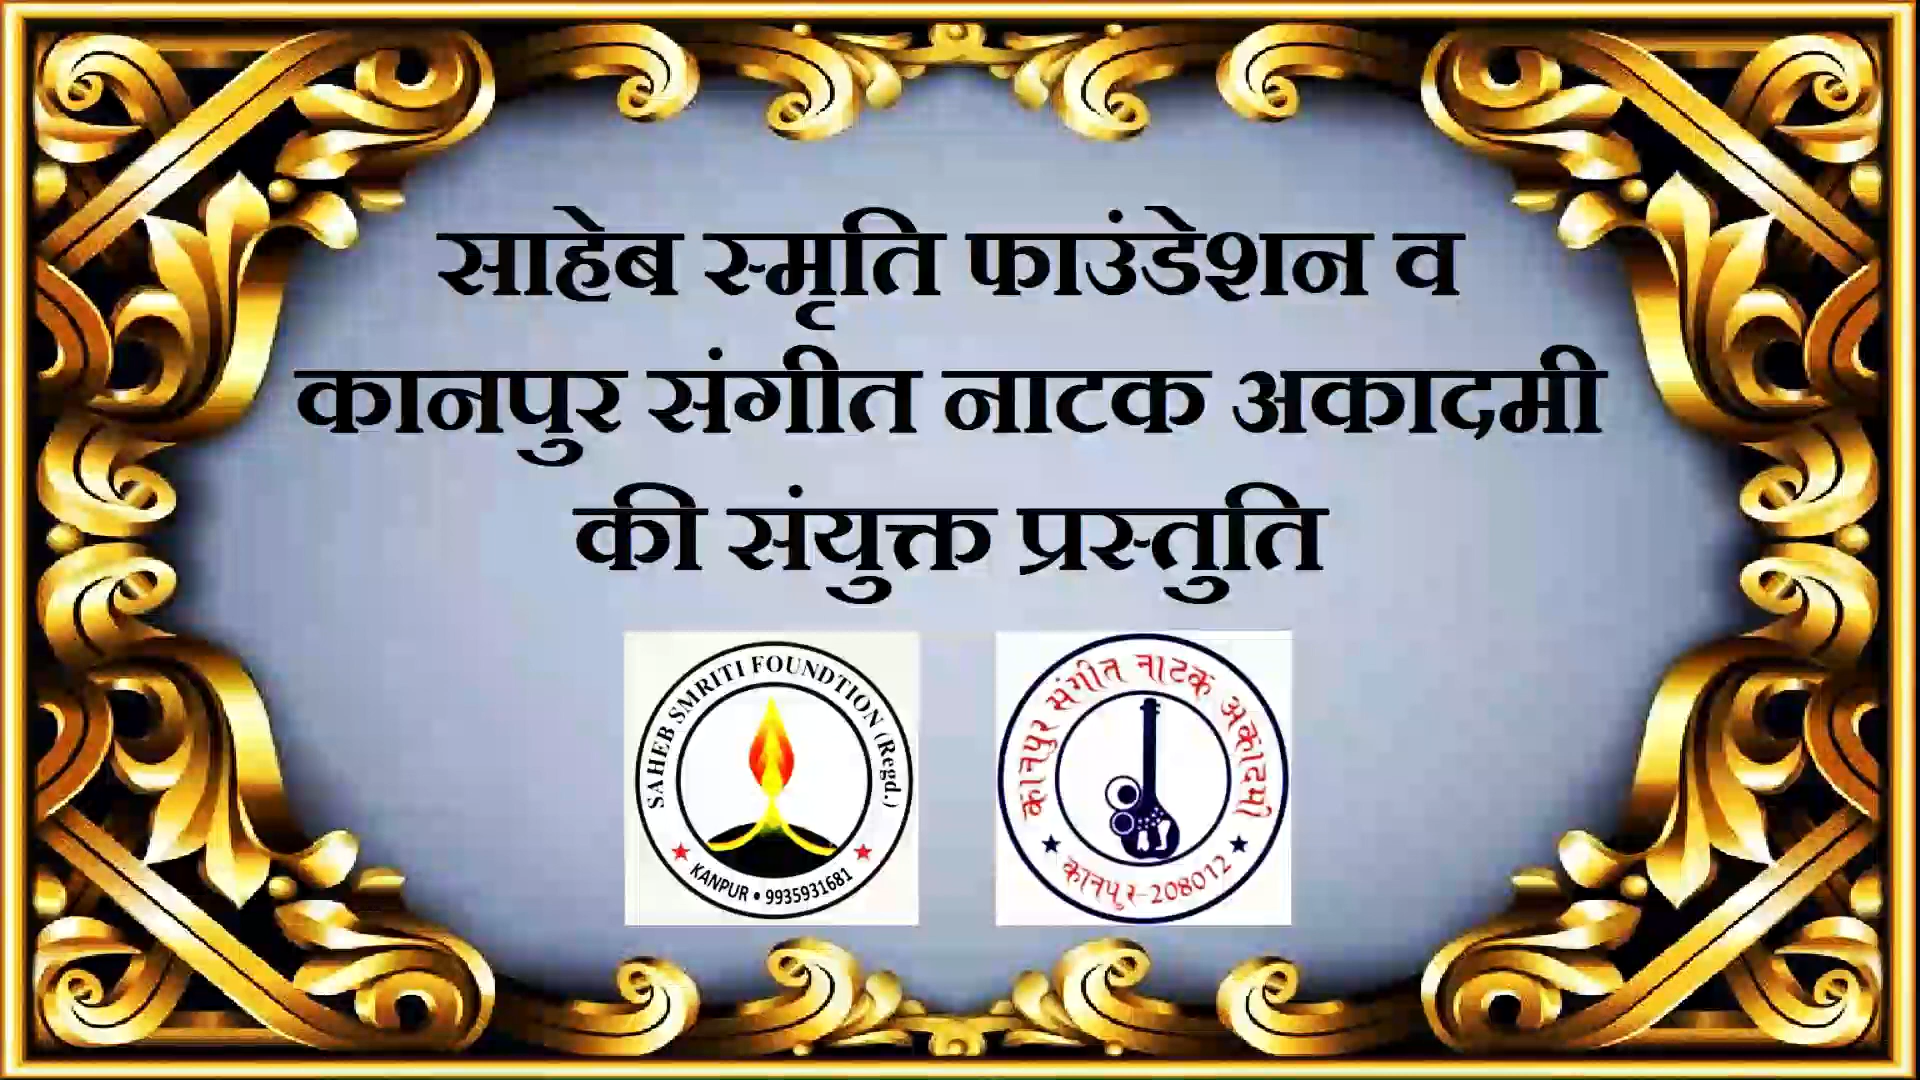 साहेब स्मृति फाउंडेशन व
कानपुर संगीत नाटक अकादमी
की संयुक्त प्रस्तुति
SAHEB SMRITI FOUNDTION (Regd.)
KANPUR • 9935931681
कानपुर संगीत नाटक अकादमी
कानपुर-208012